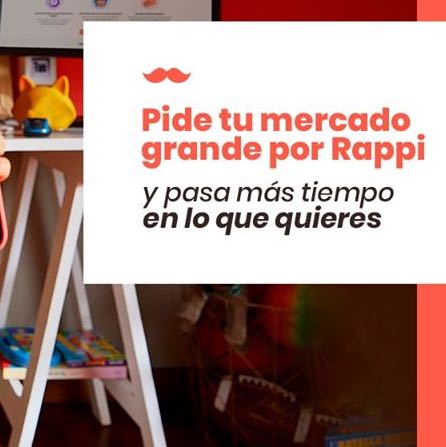 Pide tu mercado
grande por Rappi
y pasa más tiempo
en lo que quieres